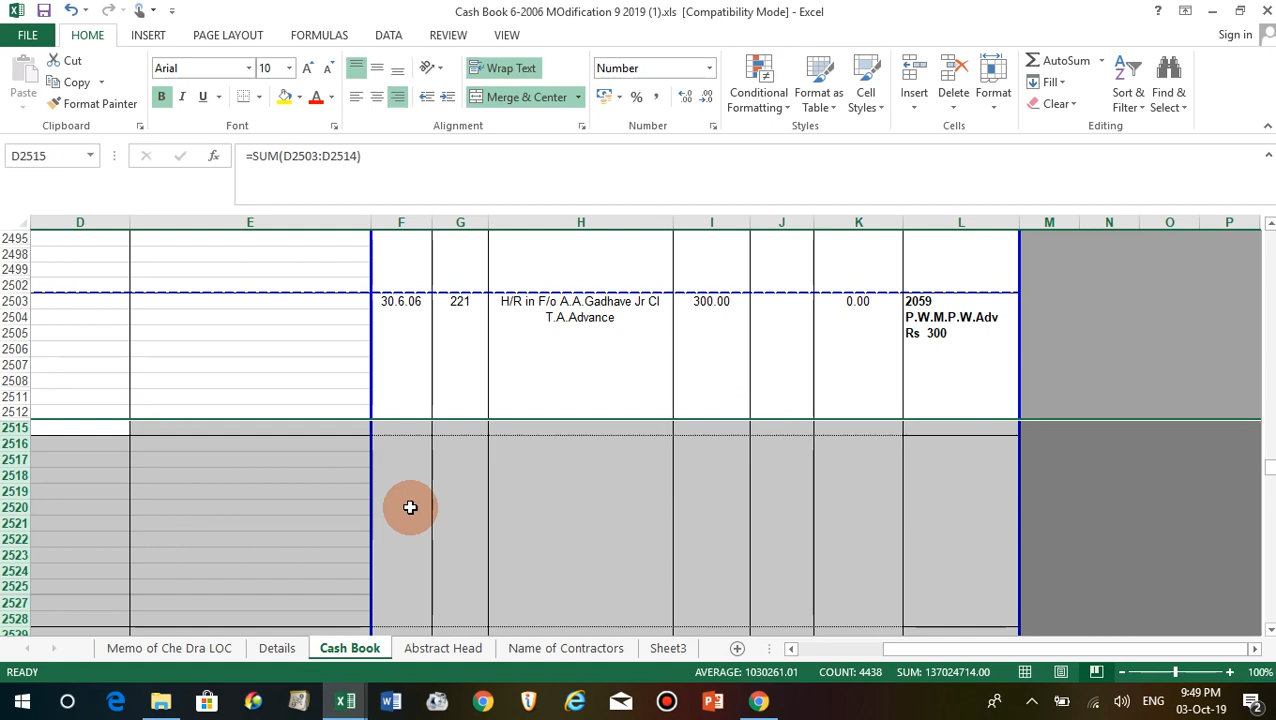 Cash Book 6-2006 MOdification 9 2019 (1).xls [Compatibility Mode] - Excel
FILE HOME INSERT PAGE LAYOUT FORMULAS DATA REVIEW VIEW Sign in
Paste
Cut
Copy
Format Painter
Clipboard
Arial 10
B I U
Font
Wrap Text
Merge & Center
Alignment
Number
%
Number
Conditional Formatting
Format as Table
Cell Styles
Styles
Insert Delete Format
Cells
AutoSum
Fill
Clear
Sort & Filter
Find & Select
Editing
D2515 =SUM(D2503:D2514)
D E F G H I J K L M N O P
2495
2498
2499
2502
2503 30.6.06 221 H/R in F/o A.A.Gadhave Jr Cl 300.00 0.00 2059
2504 T.A.Advance P.W.M.P.W.Adv
2505 Rs 300
2506
2507
2508
2511
2512
2515
2516
2517
2518
2519
2520
2521
2522
2523
2524
2525
2527
2528
2529
Memo of Che Dra LOC Details Cash Book Abstract Head Name of Contractors Sheet3
READY AVERAGE: 1030261.01 COUNT: 4438 SUM: 137024714.00 100%
ENG 9:49 PM
03-Oct-19
2